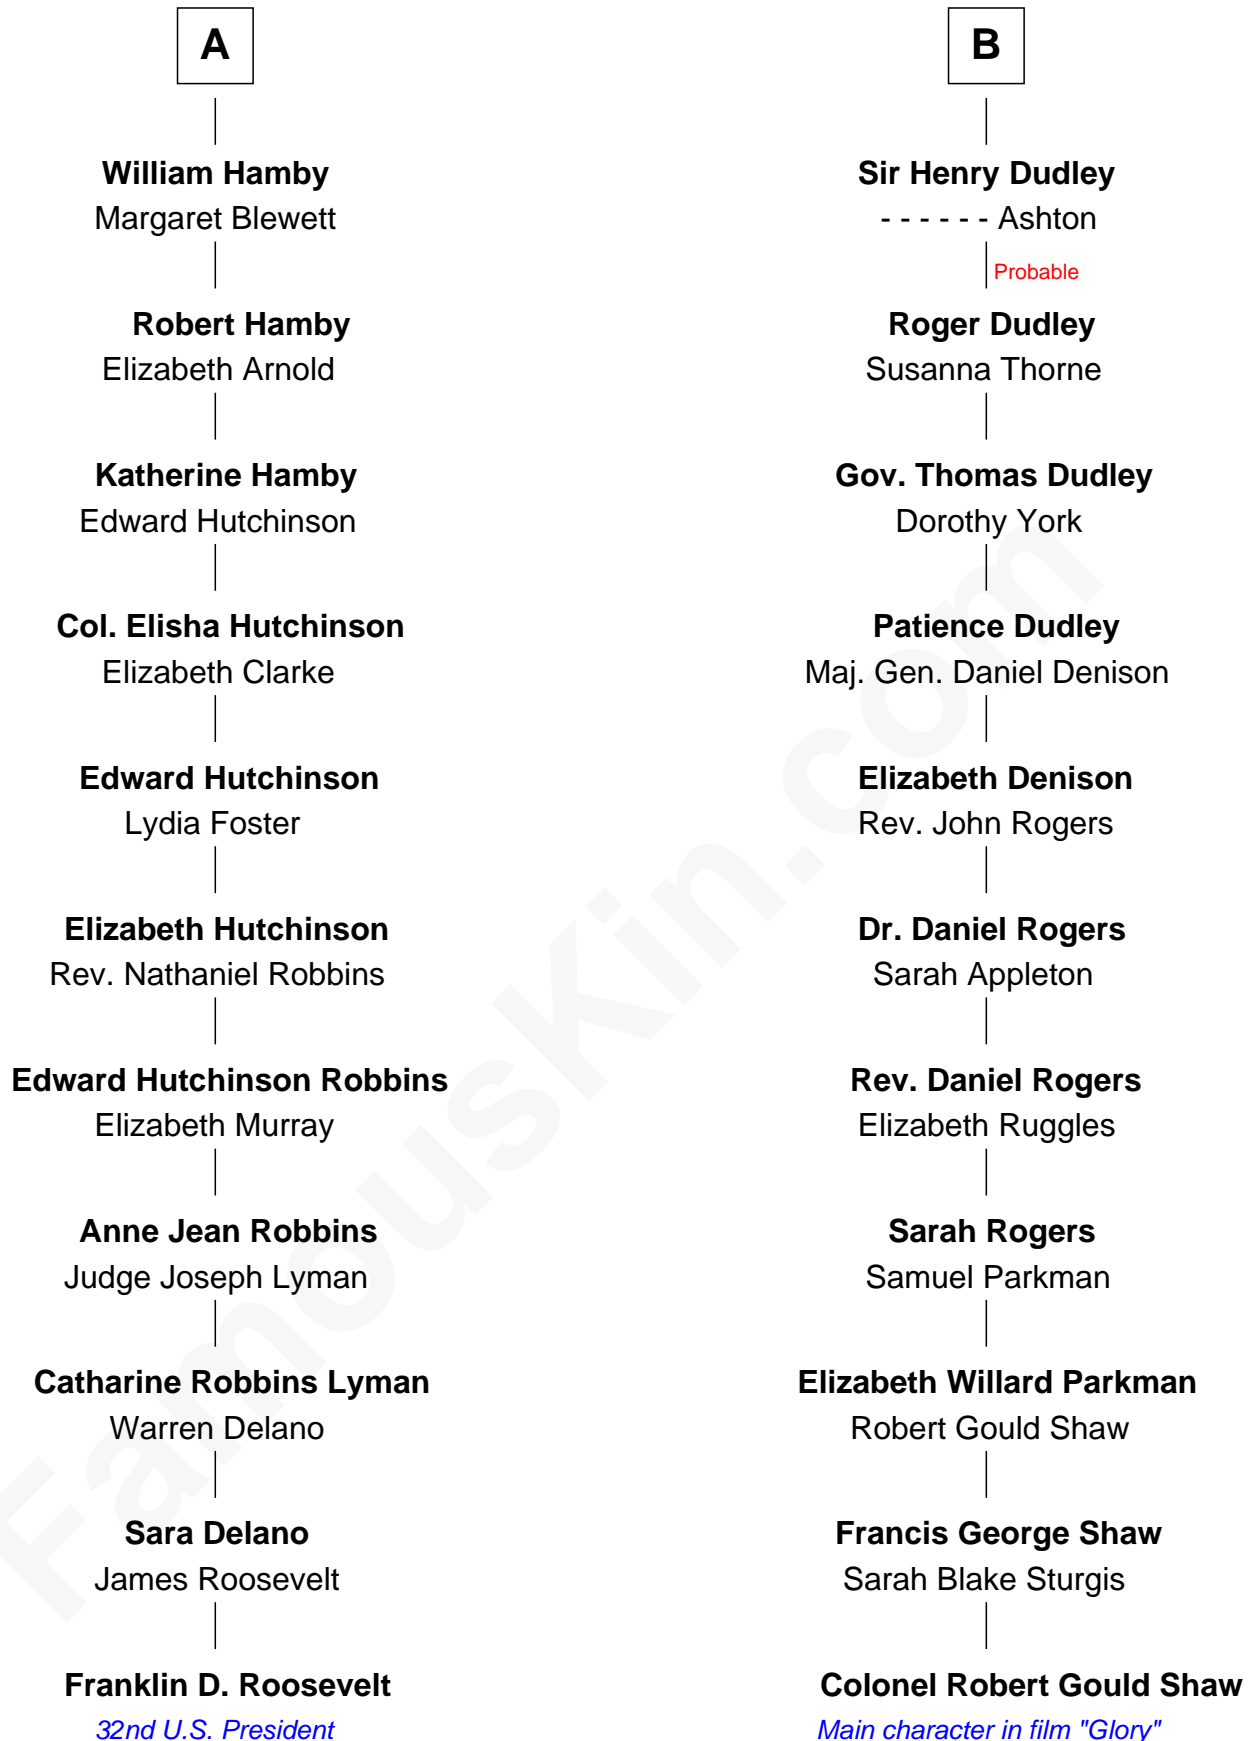 A
William Hamby
Margaret Blewett
Robert Hamby
Elizabeth Arnold
Katherine Hamby
Edward Hutchinson
Col. Elisha Hutchinson
Elizabeth Clarke
Edward Hutchinson
Lydia Foster
Elizabeth Hutchinson
Rev. Nathaniel Robbins
Edward Hutchinson Robbins
Elizabeth Murray
Anne Jean Robbins
Judge Joseph Lyman
Catharine Robbins Lyman
Warren Delano
Sara Delano
James Roosevelt
Franklin D. Roosevelt
32nd U.S. President
B
Sir Henry Dudley
- - - - - - Ashton
Probable
Roger Dudley
Susanna Thorne
Gov. Thomas Dudley
Dorothy York
Patience Dudley
Maj. Gen. Daniel Denison
Elizabeth Denison
Rev. John Rogers
Dr. Daniel Rogers
Sarah Appleton
Rev. Daniel Rogers
Elizabeth Ruggles
Sarah Rogers
Samuel Parkman
Elizabeth Willard Parkman
Robert Gould Shaw
Francis George Shaw
Sarah Blake Sturgis
Colonel Robert Gould Shaw
Main character in film "Glory"
FamousKin.com